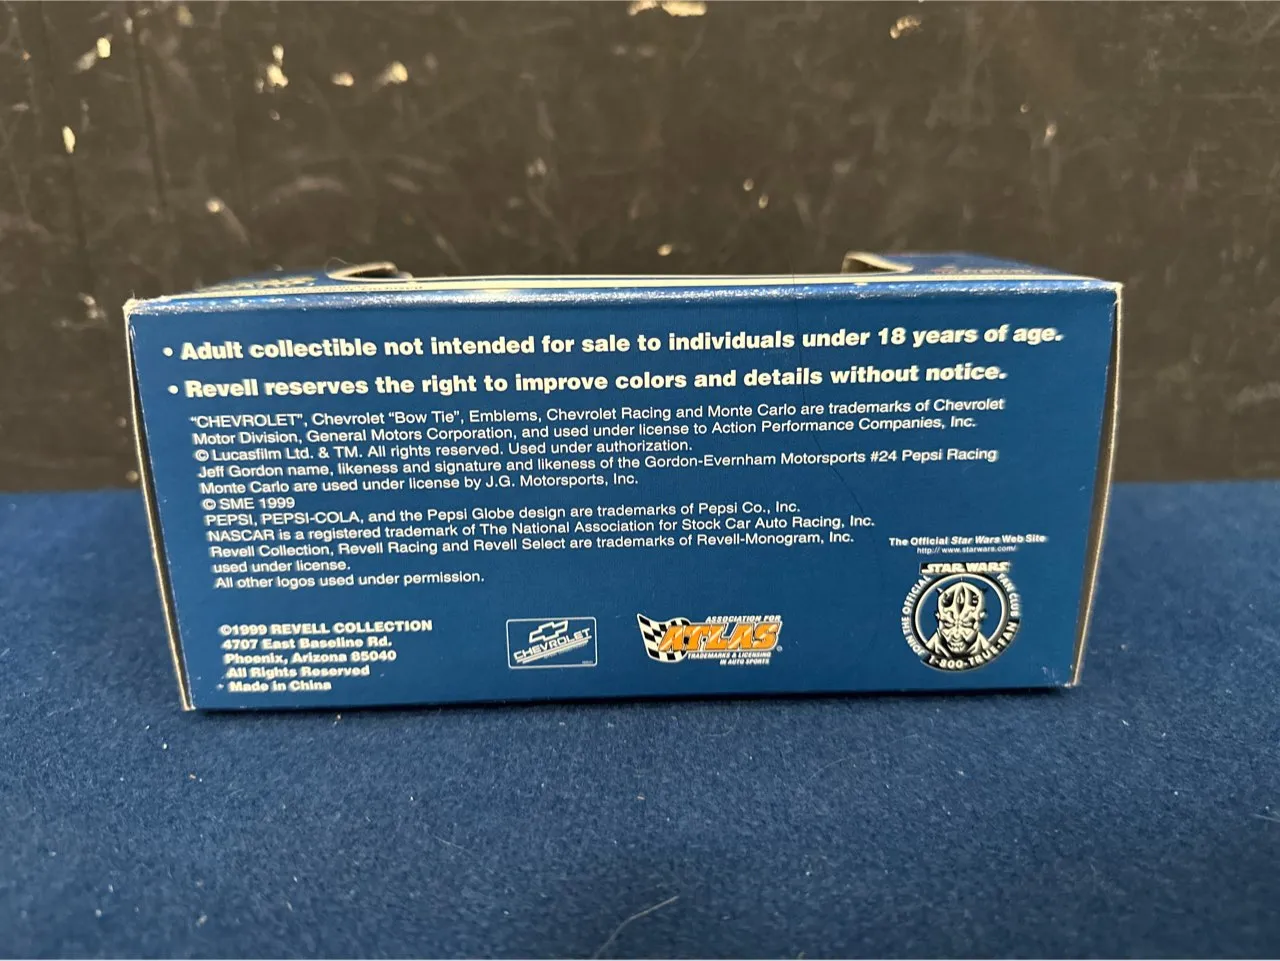 • Adult collectible not intended for sale to individuals under 18 years of age.
• Revell reserves the right to improve colors and details without notice.
"CHEVROLET", Chevrolet "Bow Tie", Emblems, Chevrolet Racing and Monte Carlo are trademarks of Chevrolet
Motor Division, General Motors Corporation, and used under license to Action Performance Companies, Inc.
© Lucasfilm Ltd. & TM. All rights reserved. Used under authorization.
Jeff Gordon name, likeness and signature and likeness of the Gordon-Evernham Motorsports #24 Pepsi Racing
Monte Carlo are used under license by J.G. Motorsports, Inc.
© SME 1999
PEPSI, PEPSI-COLA, and the Pepsi Globe design are trademarks of Pepsi Co., Inc.
NASCAR is a registered trademark of The National Association for Stock Car Auto Racing, Inc.
Revell Collection, Revell Racing and Revell Select are trademarks of Revell-Monogram, Inc.
used under license.
All other logos used under permission.
©1999 REVELL COLLECTION
4707 East Baseline Rd.
Phoenix, Arizona 85040
All Rights Reserved
• Made in China
CHEVROLET
ASSOCIATION FOR
ATLAS
TRADEMARKS & LICENSING
IN AUTO SPORTS
The Official Star Wars Web Site
http://www.starwars.com/
STAR WARS
JOIN THE OFFICIAL FAN CLUB
1-800-TRUE-FAN